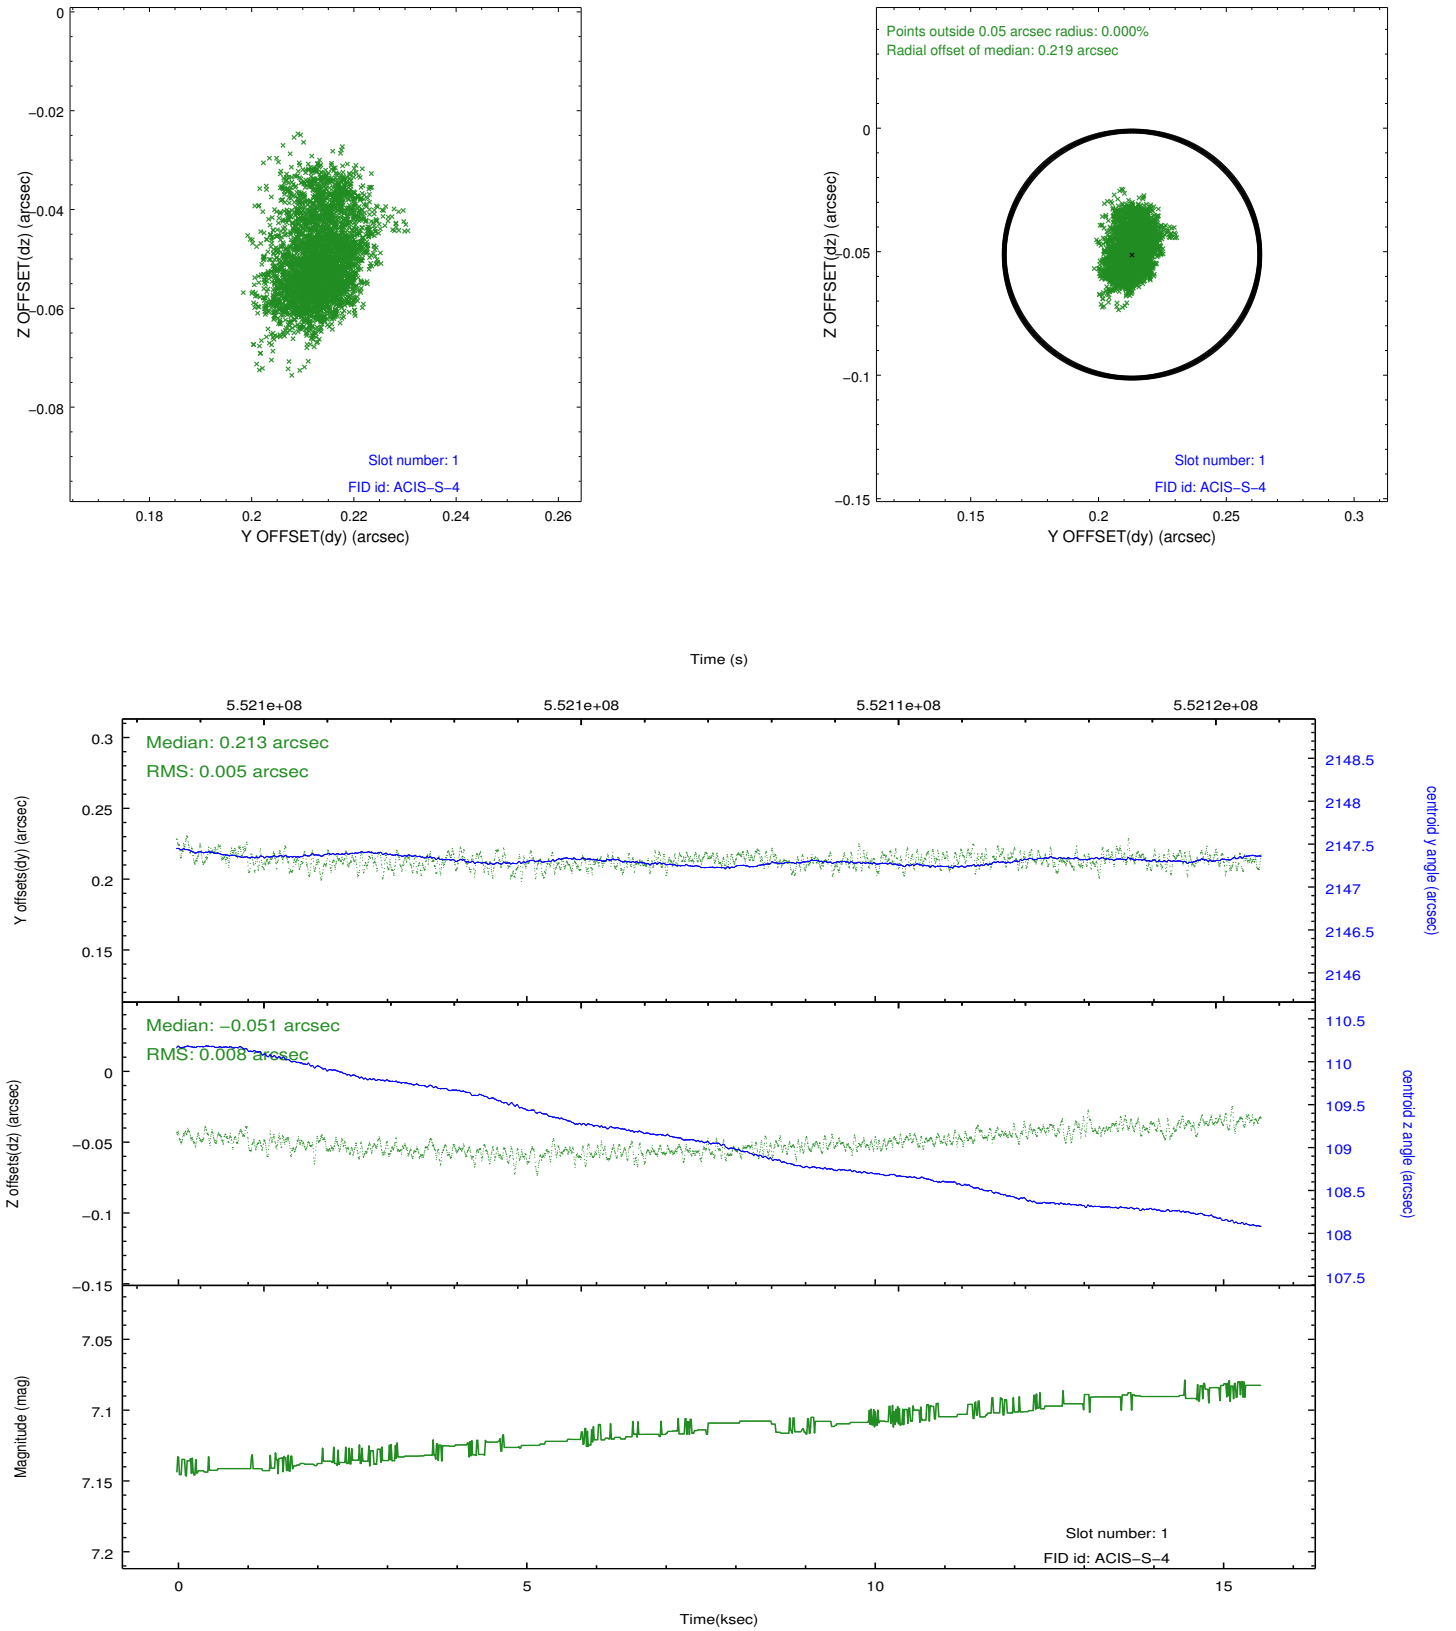 0
−0.02
−0.04
−0.06
−0.08
Z OFFSET(dz) (arcsec)
Slot number: 1
FID id: ACIS−S−4
0.18
0.2
0.22
0.24
0.26
Y OFFSET(dy) (arcsec)
Points outside 0.05 arcsec radius: 0.000%
Radial offset of median: 0.219 arcsec
0
−0.05
−0.1
−0.15
Z OFFSET(dz) (arcsec)
Slot number: 1
FID id: ACIS−S−4
0.15
0.2
0.25
0.3
Y OFFSET(dy) (arcsec)
Time (s)
5.521e+08
5.521e+08
5.5211e+08
5.5212e+08
Median: 0.213 arcsec
RMS: 0.005 arcsec
0.3
0.25
0.2
0.15
Y offsets(dy) (arcsec)
2148.5
2148
2147.5
2147
2146.5
2146
centroid y angle (arcsec)
Median: −0.051 arcsec
RMS: 0.008 arcsec
0
−0.05
−0.1
−0.15
Z offsets(dz) (arcsec)
110.5
110
109.5
109
108.5
108
107.5
centroid z angle (arcsec)
7.05
7.1
7.15
7.2
Magnitude (mag)
Slot number: 1
FID id: ACIS−S−4
0
5
10
15
Time(ksec)